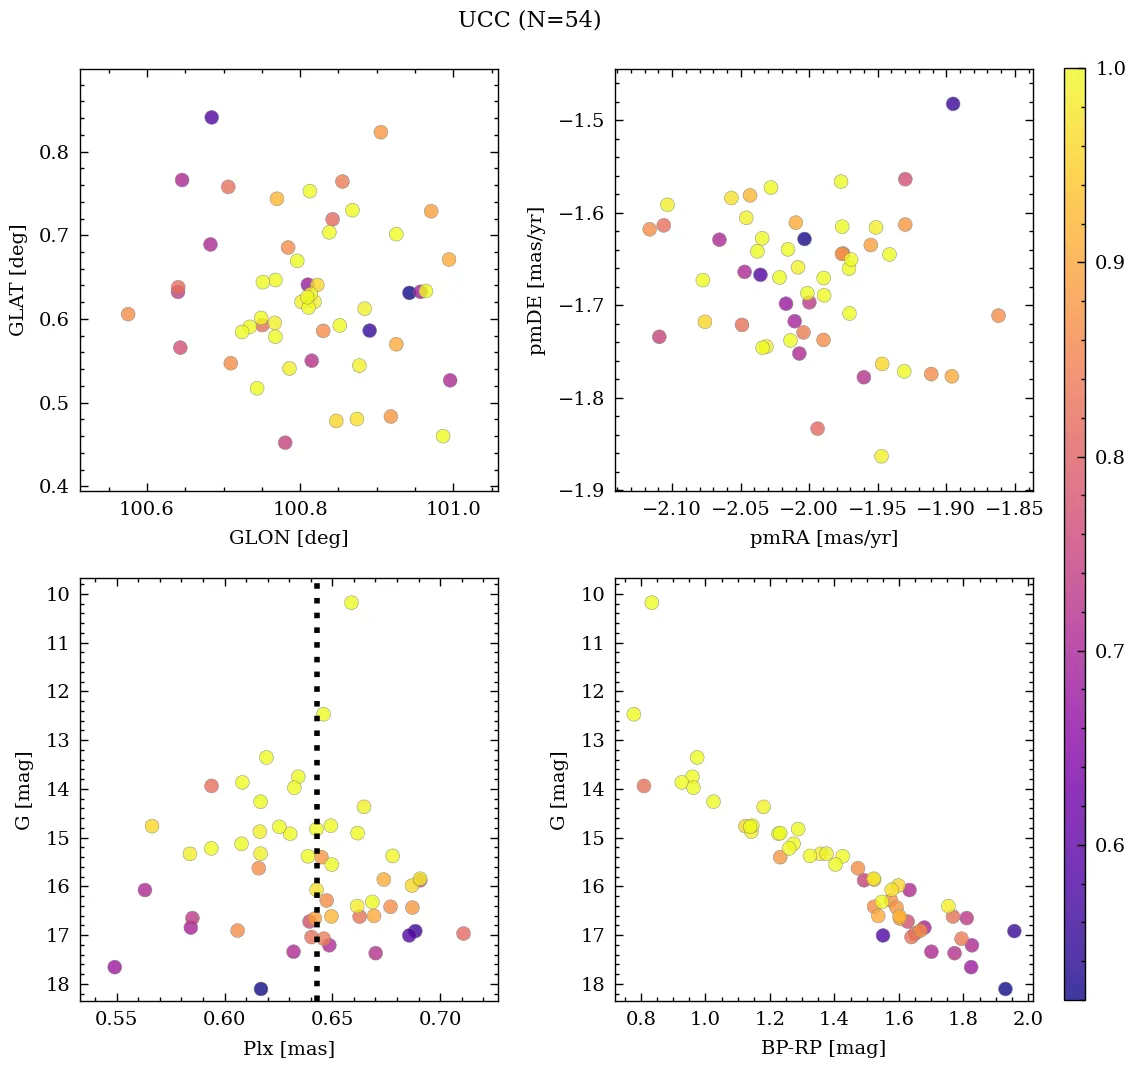 UCC (N=54)
0.8
0.7
0.6
0.5
0.4
GLAT [deg]
100.6 100.8 101.0
GLON [deg]
−1.5
−1.6
−1.7
−1.8
−1.9
pmDE [mas/yr]
−2.10 −2.05 −2.00 −1.95 −1.90 −1.85
pmRA [mas/yr]
10
11
12
13
14
15
16
17
18
G [mag]
0.55 0.60 0.65 0.70
Plx [mas]
10
11
12
13
14
15
16
17
18
G [mag]
0.8 1.0 1.2 1.4 1.6 1.8 2.0
BP-RP [mag]
1.0
0.9
0.8
0.7
0.6